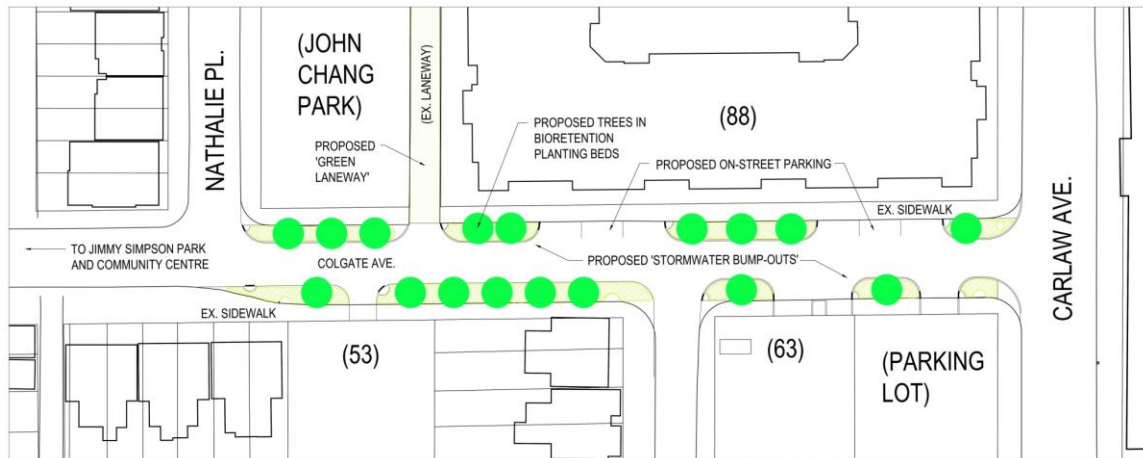 NATHALIE PL.
(JOHN
CHANG
PARK)
(EX. LANEWAY)
PROPOSED
'GREEN
LANEWAY'
PROPOSED TREES IN
BIORETENTION
PLANTING BEDS
(88)
PROPOSED ON-STREET PARKING
EX. SIDEWALK
CARLAW AVE.
TO JIMMY SIMPSON PARK
AND COMMUNITY CENTRE
COLGATE AVE.
PROPOSED 'STORMWATER BUMP-OUTS'
EX. SIDEWALK
(53)
(63)
(PARKING
LOT)